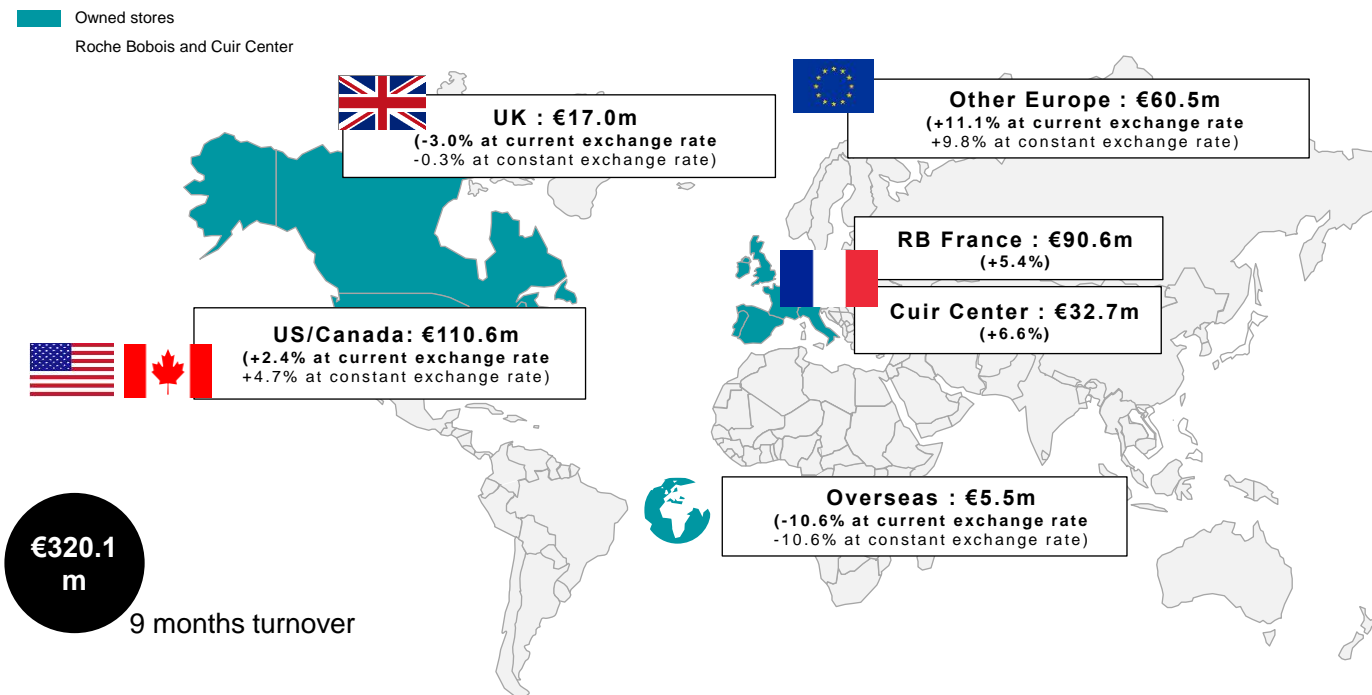 Owned stores
Roche Bobois and Cuir Center
UK : €17.0m
(-3.0% at current exchange rate
-0.3% at constant exchange rate)
Other Europe : €60.5m
(+11.1% at current exchange rate
+9.8% at constant exchange rate)
RB France : €90.6m
(+5.4%)
Cuir Center : €32.7m
(+6.6%)
US/Canada: €110.6m
(+2.4% at current exchange rate
+4.7% at constant exchange rate)
Overseas : €5.5m
(-10.6% at current exchange rate
-10.6% at constant exchange rate)
€320.1
m
9 months turnover